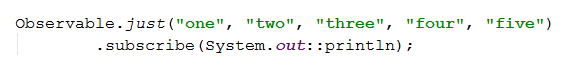 Observable.just("one", "two", "three", "four", "five")
.subscribe(System.out::println);